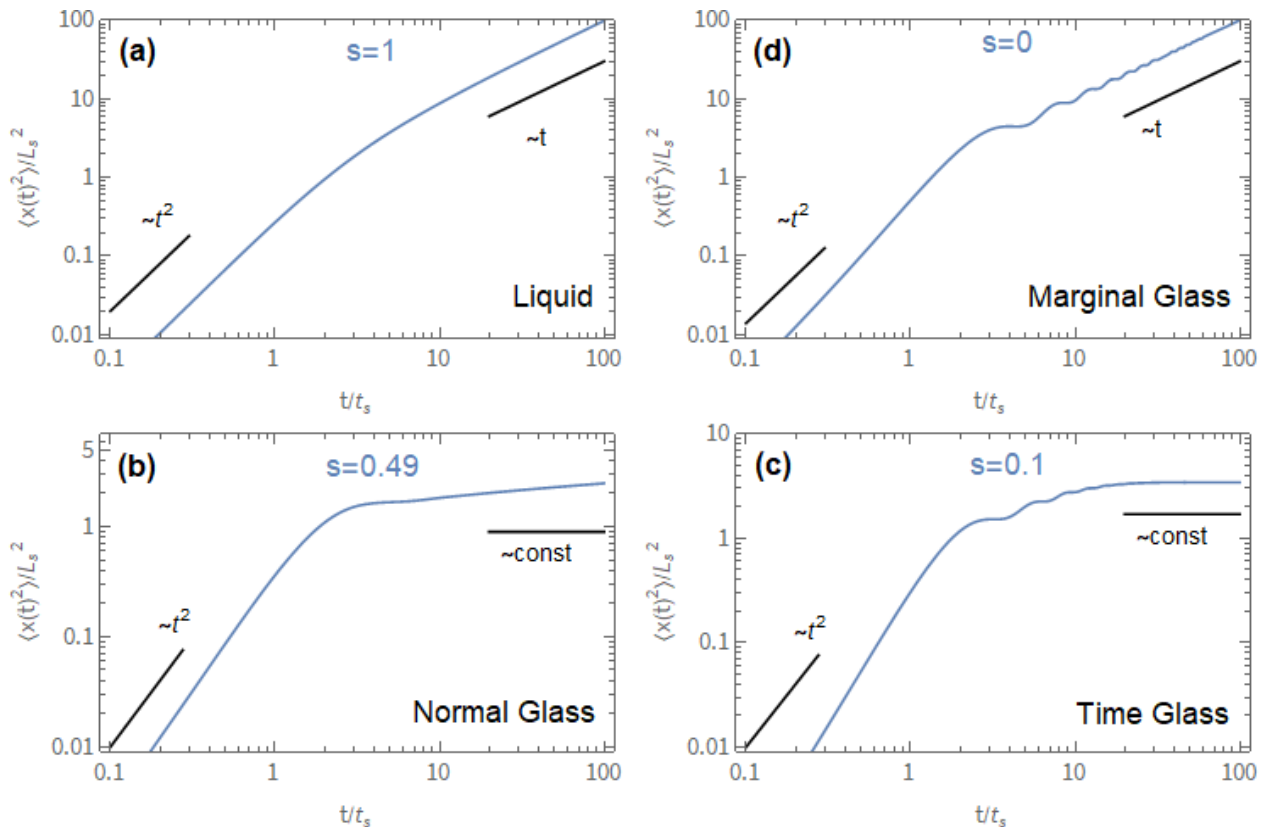 (a)
s=1
100
10
1
0.1
0.01
~t²
~t
Liquid
0.1 1 10 100
⟨x(t)²⟩/Lₛ²
t/tₛ
(d)
s=0
100
10
1
0.1
0.01
~t²
~t
Marginal Glass
0.1 1 10 100
⟨x(t)²⟩/Lₛ²
t/tₛ
(b)
s=0.49
5
1
0.1
0.01
~t²
~const
Normal Glass
0.1 1 10 100
⟨x(t)²⟩/Lₛ²
t/tₛ
(c)
s=0.1
10
1
0.1
0.01
~t²
~const
Time Glass
0.1 1 10 100
⟨x(t)²⟩/Lₛ²
t/tₛ